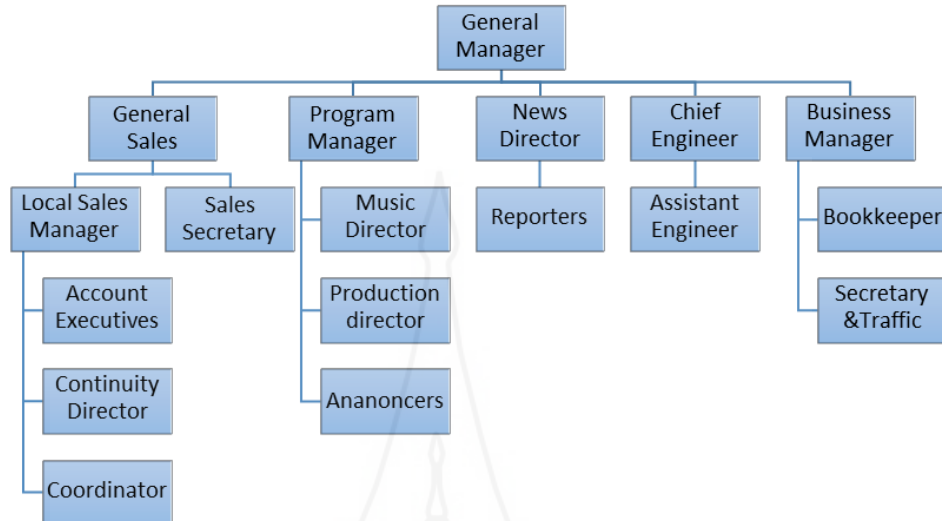 General
Manager
General
Sales
Program
Manager
News
Director
Chief
Engineer
Business
Manager
Local Sales
Manager
Sales
Secretary
Music
Director
Reporters
Assistant
Engineer
Bookkeeper
Account
Executives
Production
director
Secretary
&Traffic
Continuity
Director
Ananoncers
Coordinator